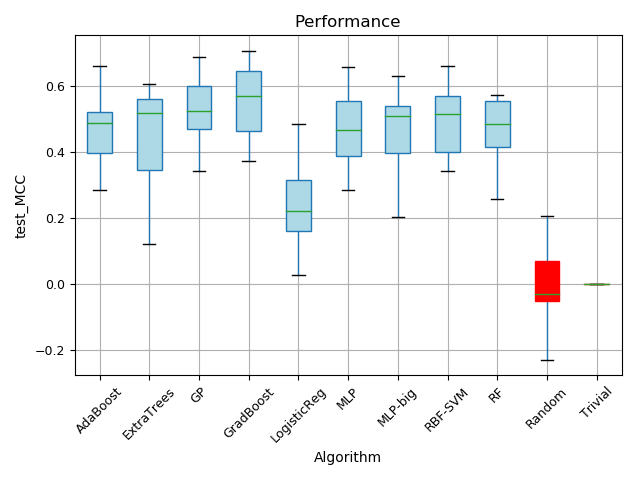 Performance
test_MCC
0.6
0.4
0.2
0.0
−0.2
AdaBoost
ExtraTrees
GP
GradBoost
LogisticReg
MLP
MLP-big
RBF-SVM
RF
Random
Trivial
Algorithm